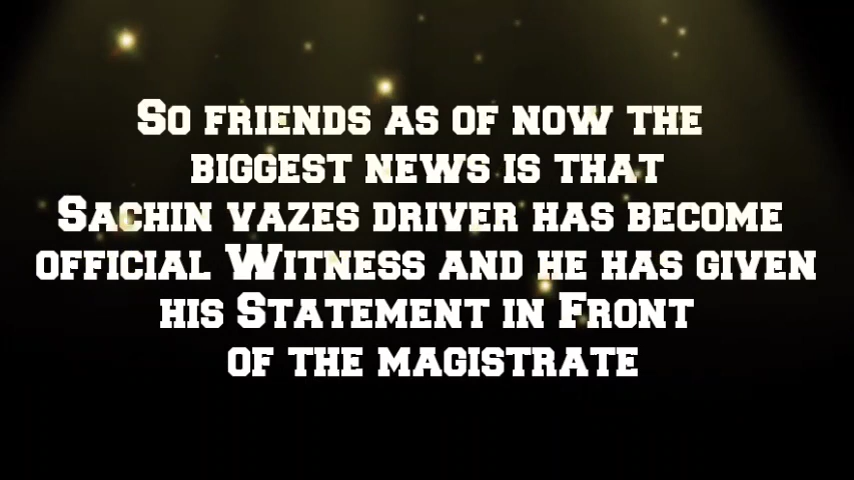 So friends as of now the
biggest news is that
Sachin vazes driver has become
official Witness and he has given
his Statement in Front
of the magistrate